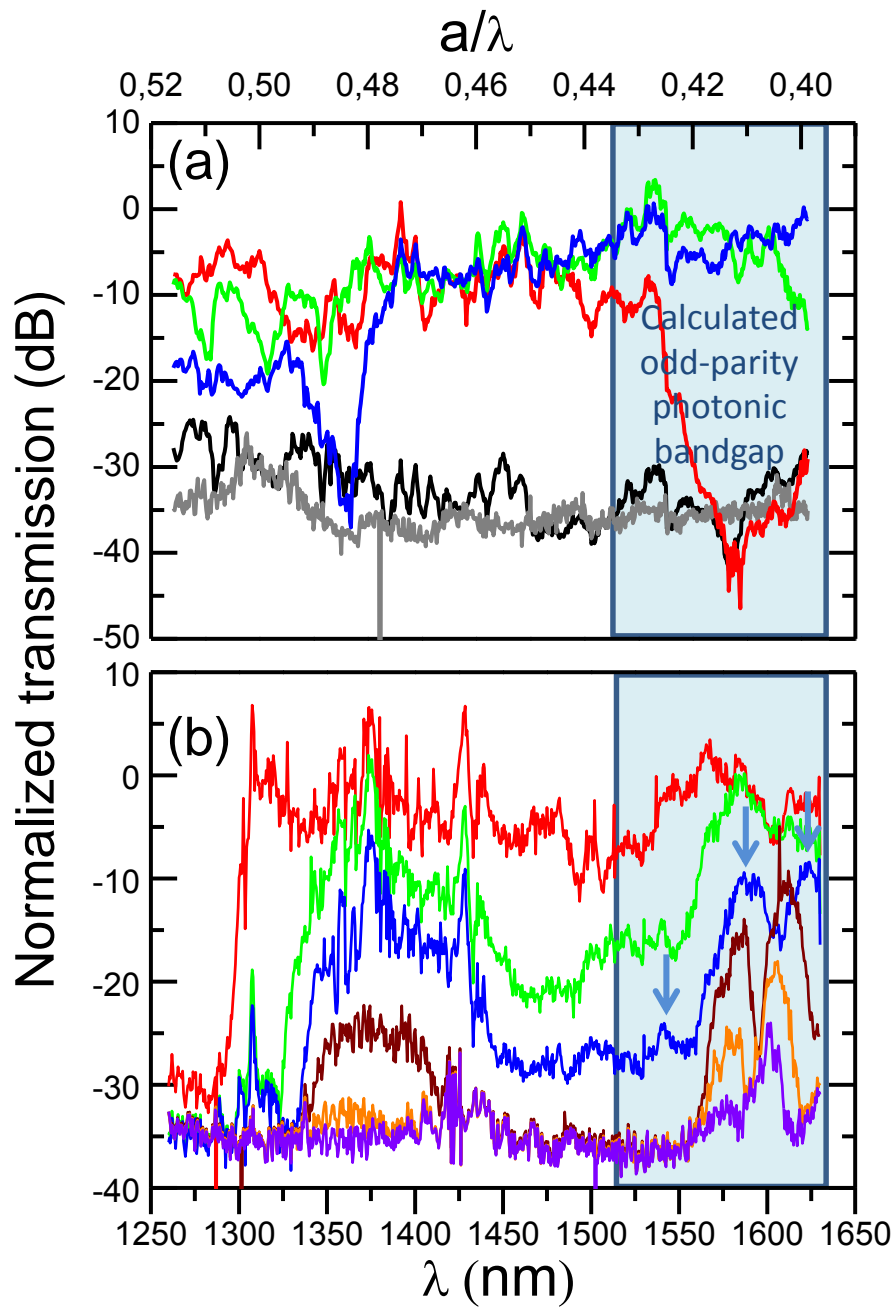 a/λ
0,52 0,50 0,48 0,46 0,44 0,42 0,40
10
(a)
0
-10
-20
-30
-40
-50
Calculated
odd-parity
photonic
bandgap
Normalized transmission (dB)
10
(b)
0
-10
-20
-30
-40
1250 1300 1350 1400 1450 1500 1550 1600 1650
λ (nm)